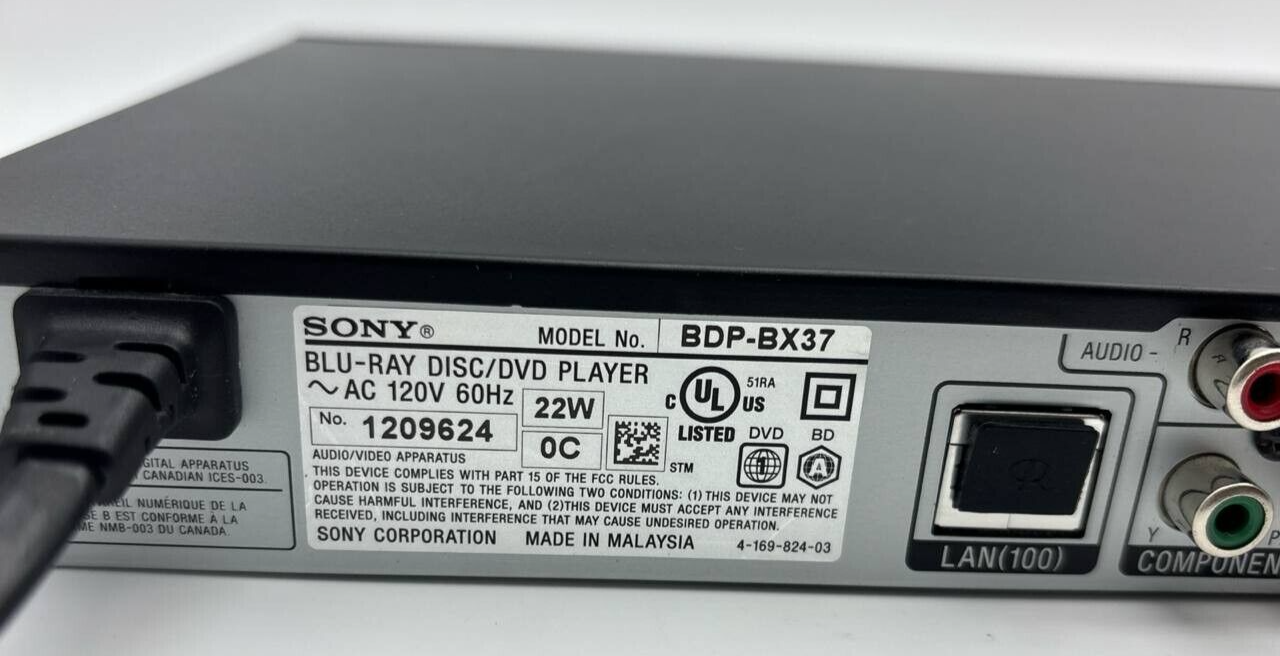 SONY® MODEL No. BDP-BX37
BLU-RAY DISC/DVD PLAYER
~ AC 120V 60Hz 22W
No. 1209624 0C
C UL US 51RA
LISTED
DVD BD
1 A
STM
AUDIO/VIDEO APPARATUS
THIS DEVICE COMPLIES WITH PART 15 OF THE FCC RULES.
OPERATION IS SUBJECT TO THE FOLLOWING TWO CONDITIONS: (1) THIS DEVICE MAY NOT
CAUSE HARMFUL INTERFERENCE, AND (2)THIS DEVICE MUST ACCEPT ANY INTERFERENCE
RECEIVED, INCLUDING INTERFERENCE THAT MAY CAUSE UNDESIRED OPERATION.
SONY CORPORATION MADE IN MALAYSIA 4-169-824-03
APPARATUS
CANADIAN ICES-003.
NUMÉRIQUE DE LA
B EST CONFORME À LA
NMB-003 DU CANADA.
LAN(100)
AUDIO - R
Y
COMPONEN